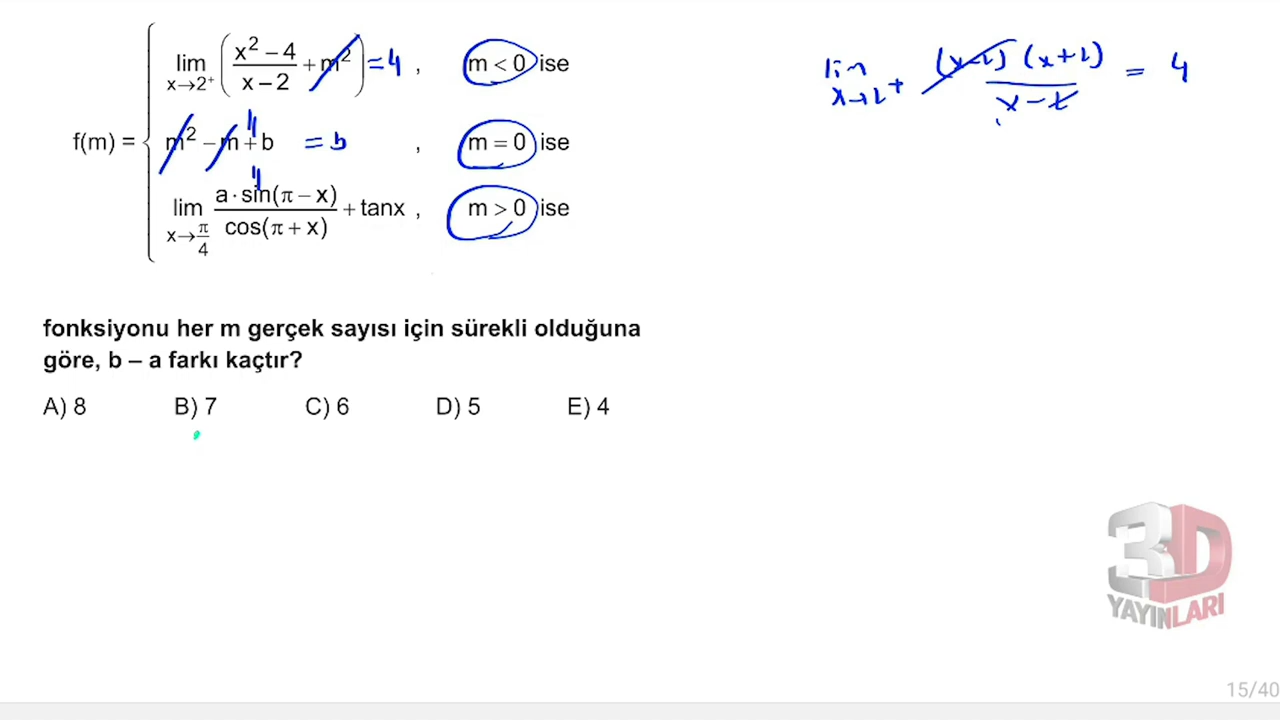 lim x→2⁺ ( (x² − 4)/(x − 2) + m² ) = 4 , m < 0 ise
f(m) = m² − m + b = b , m = 0 ise
4
4
lim x→π/4 (a · sin(π − x))/(cos(π + x)) + tanx , m > 0 ise
lim x→2⁺ (x−2) (x+2) / x−2 = 4
fonksiyonu her m gerçek sayısı için sürekli olduğuna
göre, b – a farkı kaçtır?
A) 8 B) 7 C) 6 D) 5 E) 4
3D
YAYINLARI
15/40